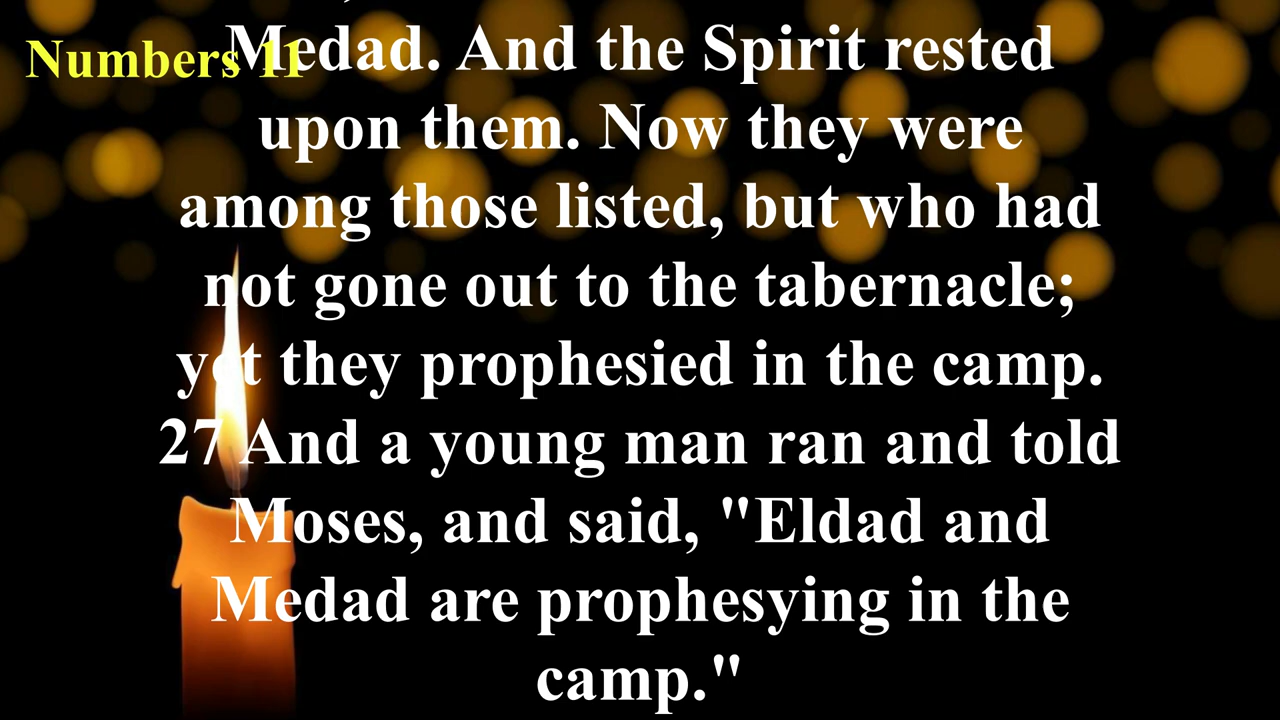 Numbers 11
Medad. And the Spirit rested
upon them. Now they were
among those listed, but who had
not gone out to the tabernacle;
yet they prophesied in the camp.
27 And a young man ran and told
Moses, and said, "Eldad and
Medad are prophesying in the
camp."